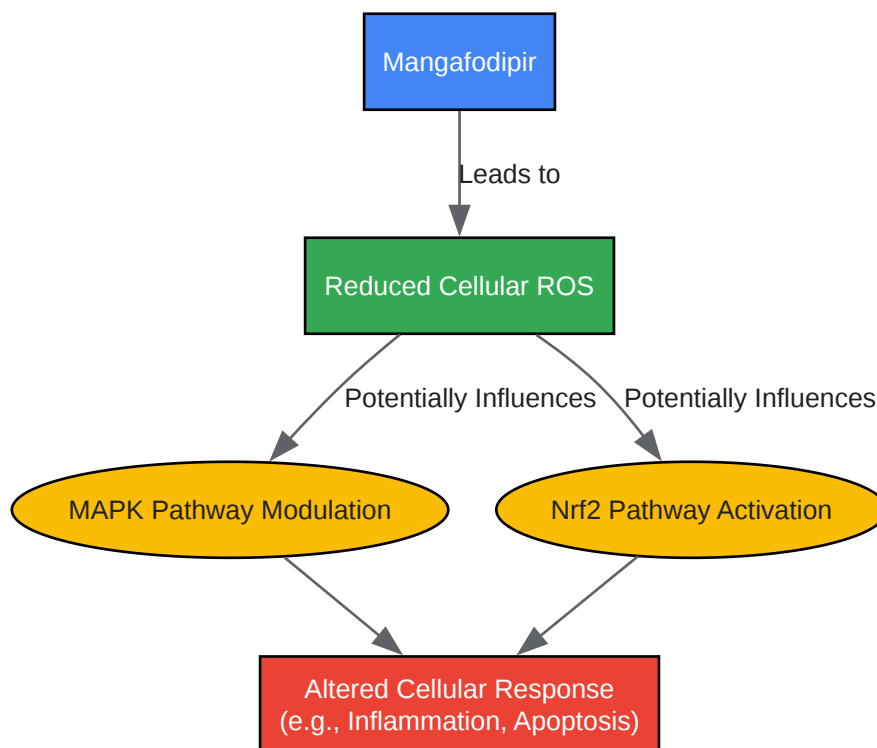 Mangafodipir
Leads to
Reduced Cellular ROS
Potentially Influences
Potentially Influences
MAPK Pathway Modulation
Nrf2 Pathway Activation
Altered Cellular Response
(e.g., Inflammation, Apoptosis)